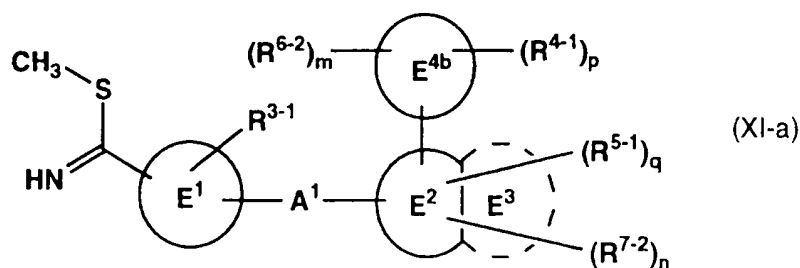 (R⁶⁻²)ₘ (R⁴⁻¹)ₚ
E⁴ᵇ
CH₃
S
R³⁻¹
(XI-a)
(R⁵⁻¹)q
HN E¹ A¹ E² E³
(R⁷⁻²)ₙ